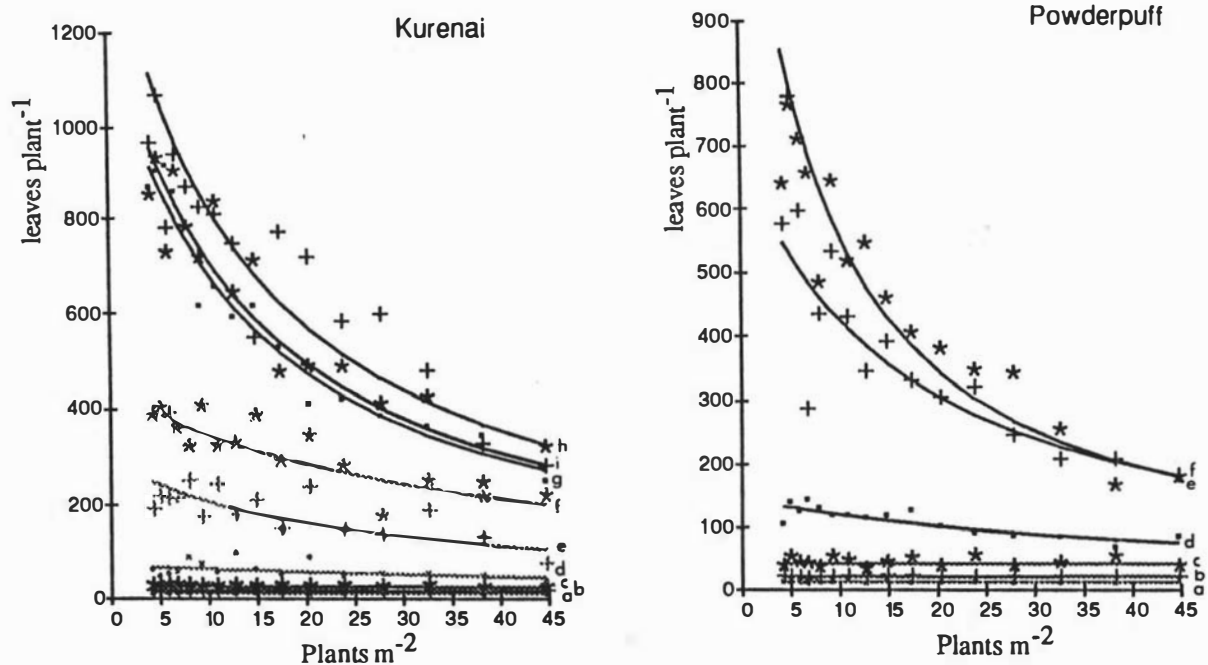 Kurenai
leaves plant⁻¹
1200
1000
800
600
400
200
0
0 5 10 15 20 25 30 35 40 45
Plants m⁻²
h
i
g
f
e
d
c
b
a
Powderpuff
leaves plant⁻¹
900
800
700
600
500
400
300
200
100
0
0 5 10 15 20 25 30 35 40 45
Plants m⁻²
f
e
d
c
b
a